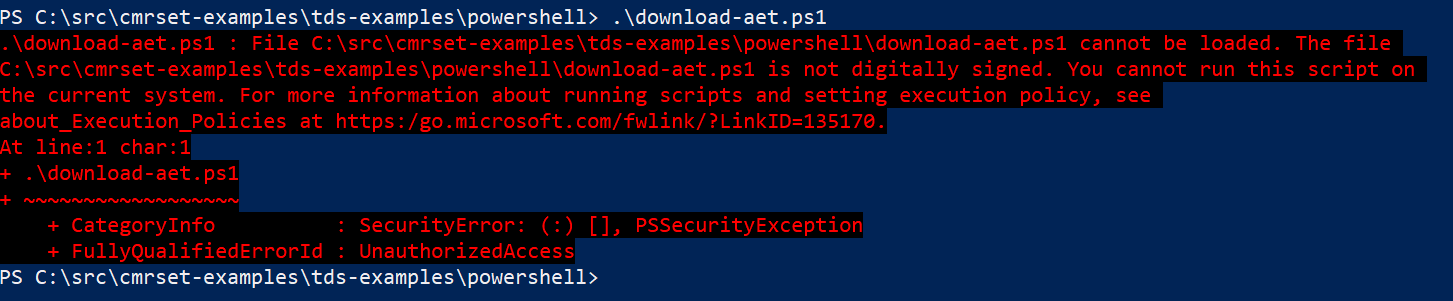 PS C:\src\cmrset-examples\tds-examples\powershell> .\download-aet.ps1
.\download-aet.ps1 : File C:\src\cmrset-examples\tds-examples\powershell\download-aet.ps1 cannot be loaded. The file
C:\src\cmrset-examples\tds-examples\powershell\download-aet.ps1 is not digitally signed. You cannot run this script on
the current system. For more information about running scripts and setting execution policy, see
about_Execution_Policies at https:/go.microsoft.com/fwlink/?LinkID=135170.
At line:1 char:1
+ .\download-aet.ps1
+ ~~~~~~~~~~~~~~~~~~
    + CategoryInfo          : SecurityError: (:) [], PSSecurityException
    + FullyQualifiedErrorId : UnauthorizedAccess
PS C:\src\cmrset-examples\tds-examples\powershell>